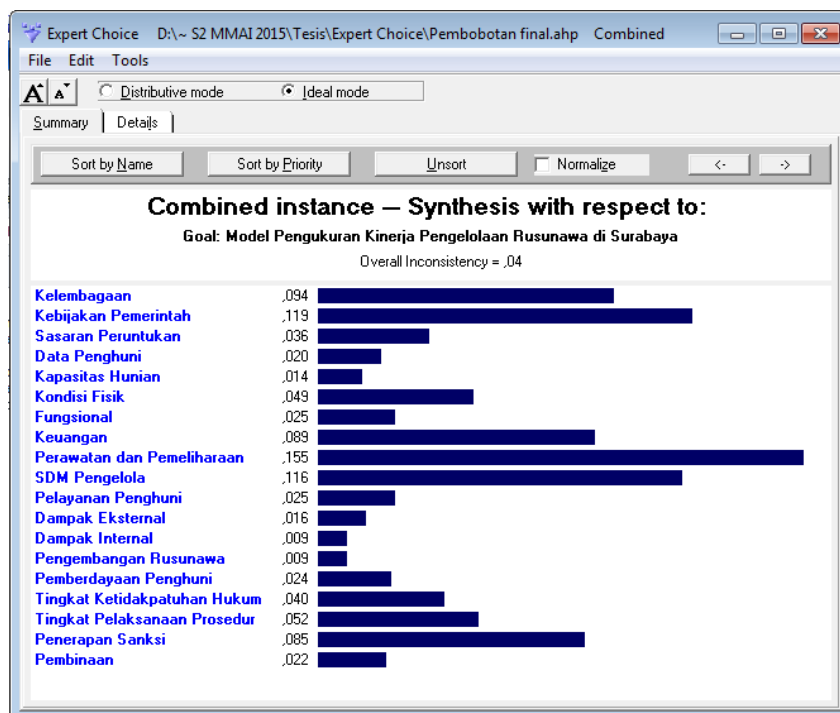 Expert Choice D:\~ S2 MMAI 2015\Tesis\Expert Choice\Pembobotan final.ahp Combined
File Edit Tools
A A Distributive mode Ideal mode
Summary Details
Sort by Name Sort by Priority Unsort Normalize <- ->
Combined instance – Synthesis with respect to:
Goal: Model Pengukuran Kinerja Pengelolaan Rusunawa di Surabaya
Overall Inconsistency = ,04
Kelembagaan ,094
Kebijakan Pemerintah ,119
Sasaran Peruntukan ,036
Data Penghuni ,020
Kapasitas Hunian ,014
Kondisi Fisik ,049
Fungsional ,025
Keuangan ,089
Perawatan dan Pemeliharaan ,155
SDM Pengelola ,116
Pelayanan Penghuni ,025
Dampak Eksternal ,016
Dampak Internal ,009
Pengembangan Rusunawa ,009
Pemberdayaan Penghuni ,024
Tingkat Ketidakpatuhan Hukum ,040
Tingkat Pelaksanaan Prosedur ,052
Penerapan Sanksi ,085
Pembinaan ,022